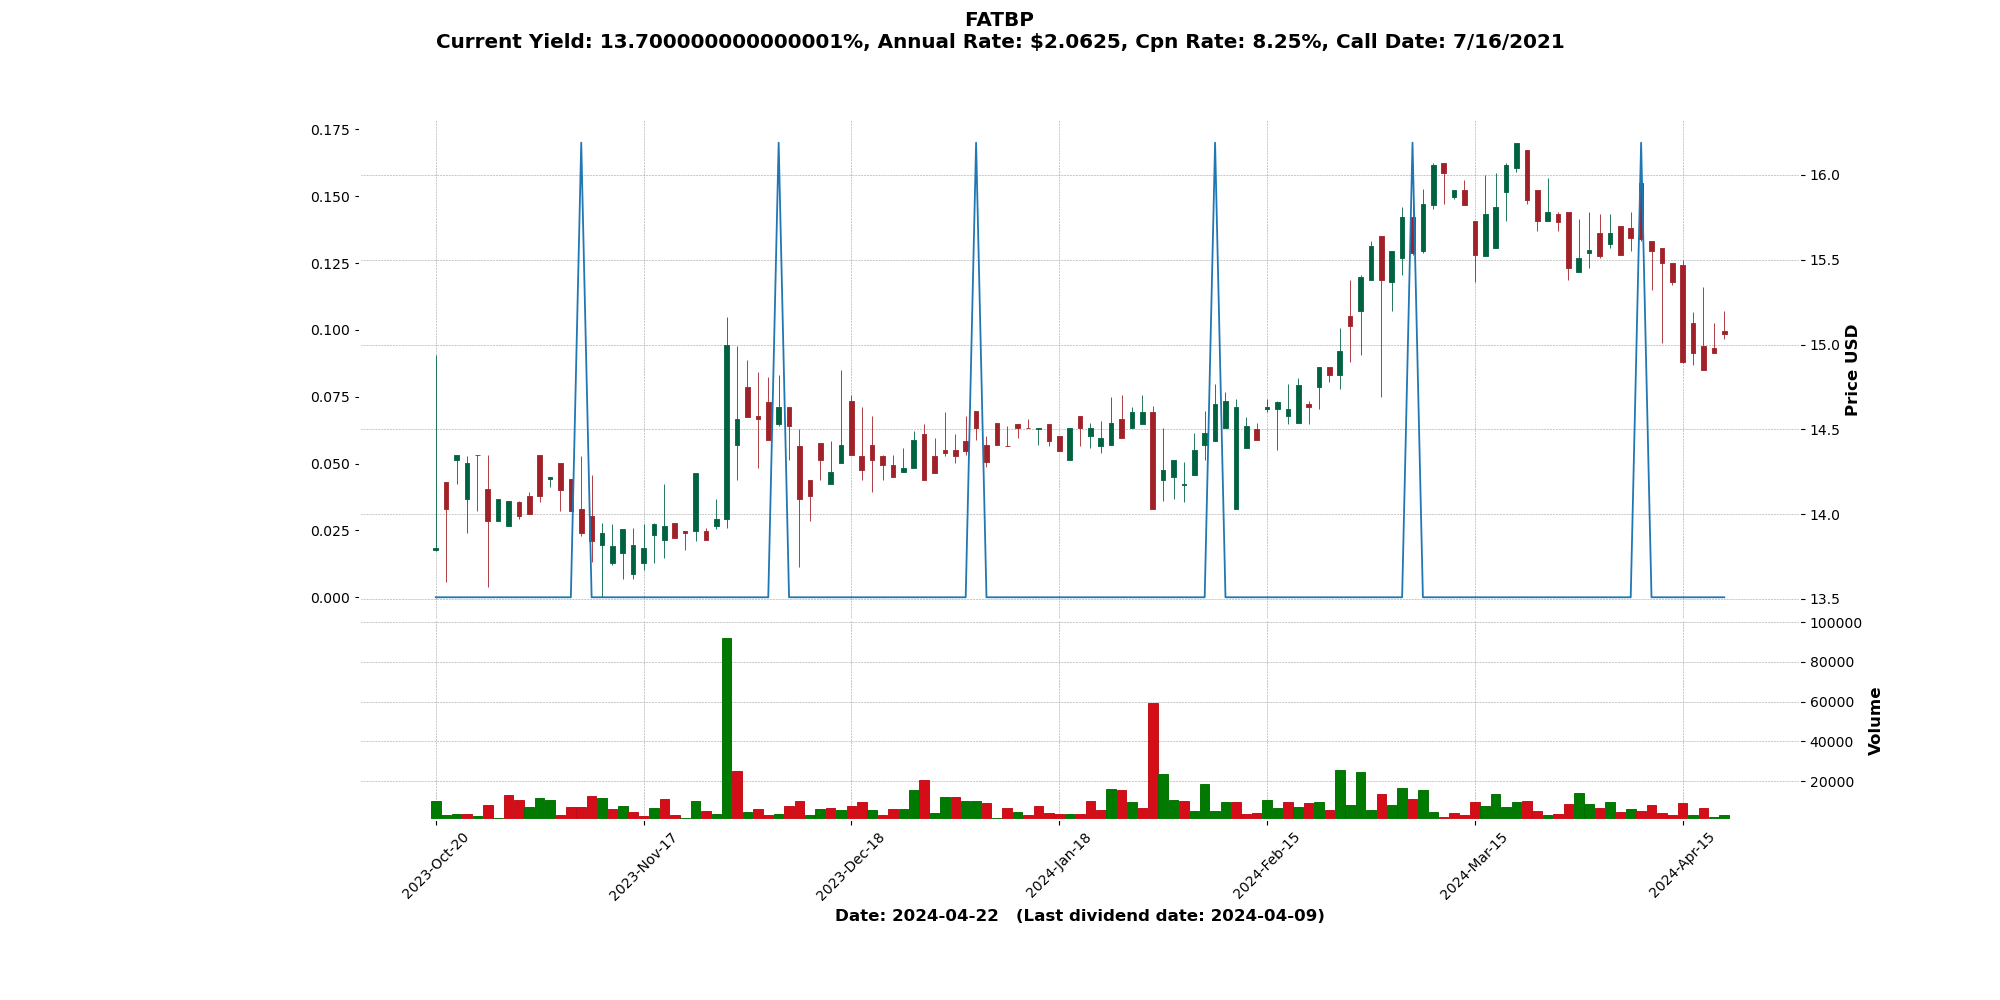 FATBP
Current Yield: 13.700000000000001%, Annual Rate: $2.0625, Cpn Rate: 8.25%, Call Date: 7/16/2021
0.175
0.150
0.125
0.100
0.075
0.050
0.025
0.000
16.0
15.5
15.0
14.5
14.0
13.5
Price USD
100000
80000
60000
40000
20000
Volume
2023-Oct-20
2023-Nov-17
2023-Dec-18
2024-Jan-18
2024-Feb-15
2024-Mar-15
2024-Apr-15
Date: 2024-04-22 (Last dividend date: 2024-04-09)